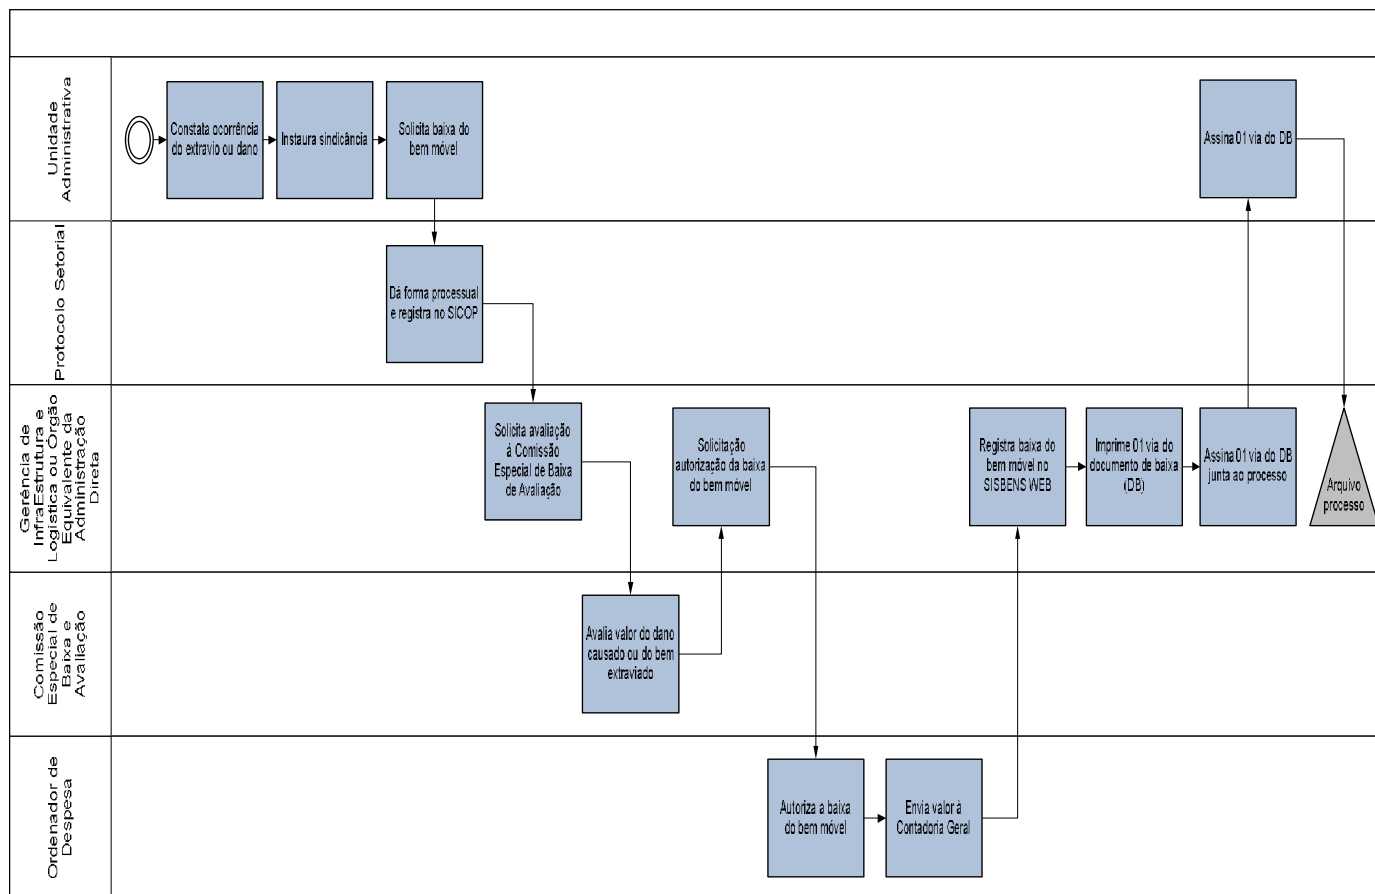 Unidade
Administrativa
Constata ocorrência
do extravio ou dano
Instaura sindicância
Solicita baixa do
bem móvel
Assina 01 via do DB
Protocolo Setorial
Dá forma processual
e registra no SICOP
Gerência de
InfraEstrutura e
Logística ou Órgão
Equivalente da
Administração
Direta
Solicita avaliação
á Comissão
Especial de Baixa
de Avaliação
Solicitação
autorização da baixa
do bem móvel
Registra baixa do
bem móvel no
SISBENS WEB
Imprime 01 via do
documento de baixa
(DB)
Assina 01 via do DB
junta ao processo
Arquivo
processo
Comissão
Especial de
Baixa e
Avaliação
Avalia valor do dano
causado ou do bem
extraviado
Ordenador de
Despesa
Autoriza a baixa
do bem móvel
Envia valor à
Contadoria Geral